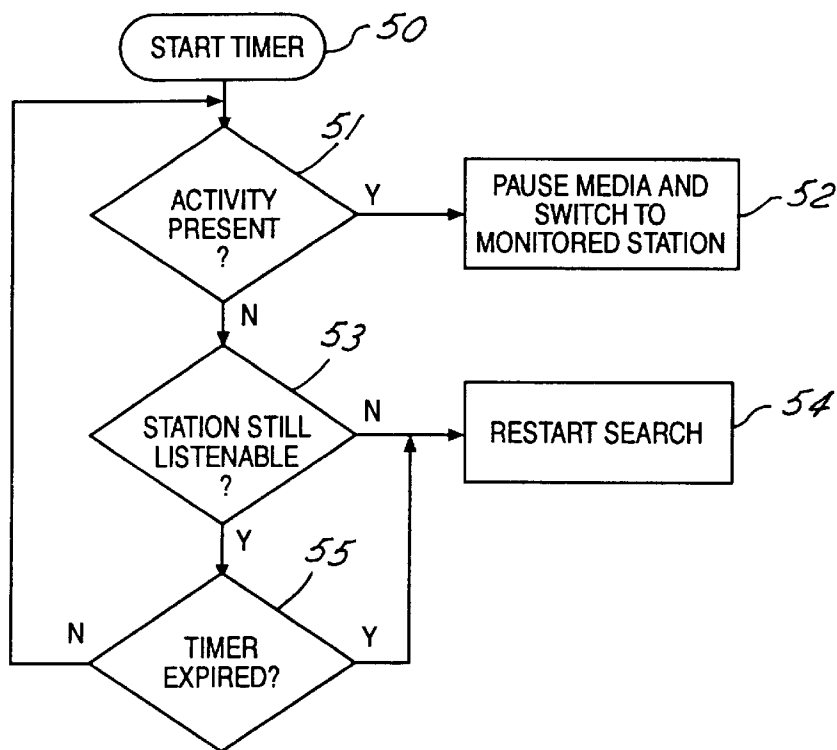 START TIMER
50
51
ACTIVITY
PRESENT
?
Y
PAUSE MEDIA AND
SWITCH TO
MONITORED STATION
52
N
53
STATION STILL
LISTENABLE
?
N
RESTART SEARCH
54
Y
55
N
TIMER
EXPIRED?
Y